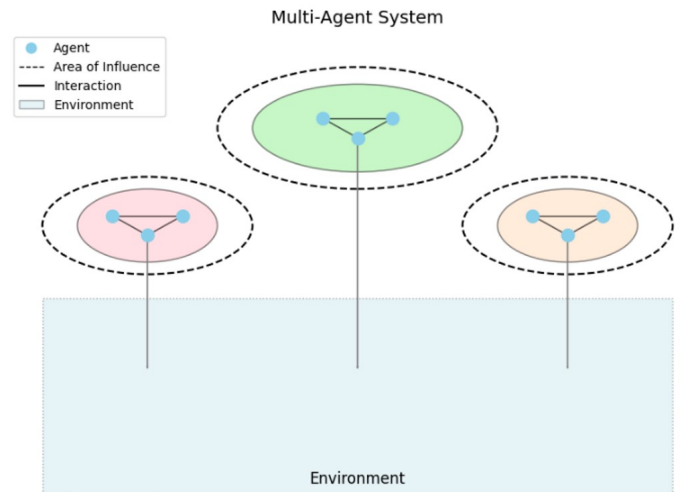 Multi-Agent System
Agent
Area of Influence
Interaction
Environment
Environment